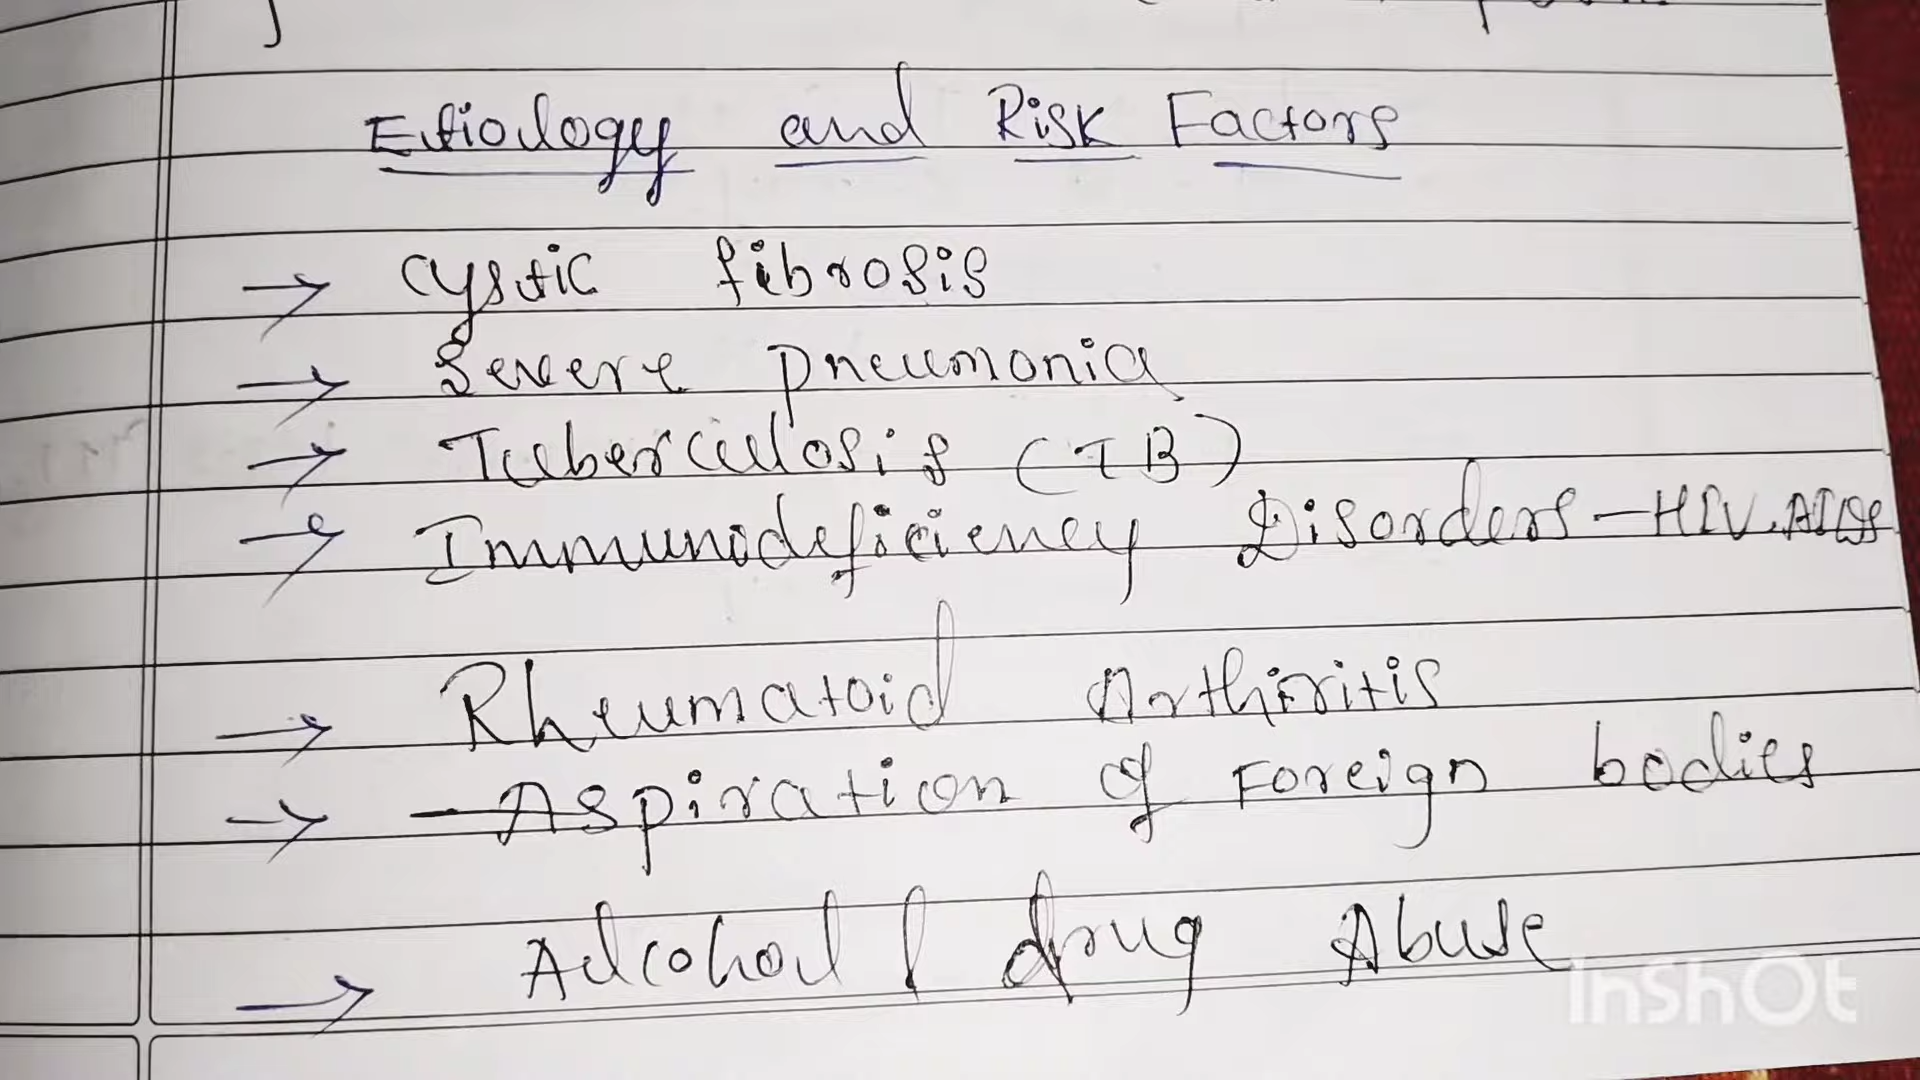 Etiology and Risk Factors
→ Cystic fibrosis
→ Severe pneumonia
→ Tuberculosis (TB)
→ Immunodeficiency Disorders - HIV.AIDS
→ Rheumatoid Arthiritis
→ - Aspiration of Foreign bodies
→ Alcohol / drug Abuse
InShOt